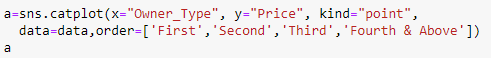 a=sns.catplot(x="Owner_Type", y="Price", kind="point",
data=data,order=['First','Second','Third','Fourth & Above'])
a